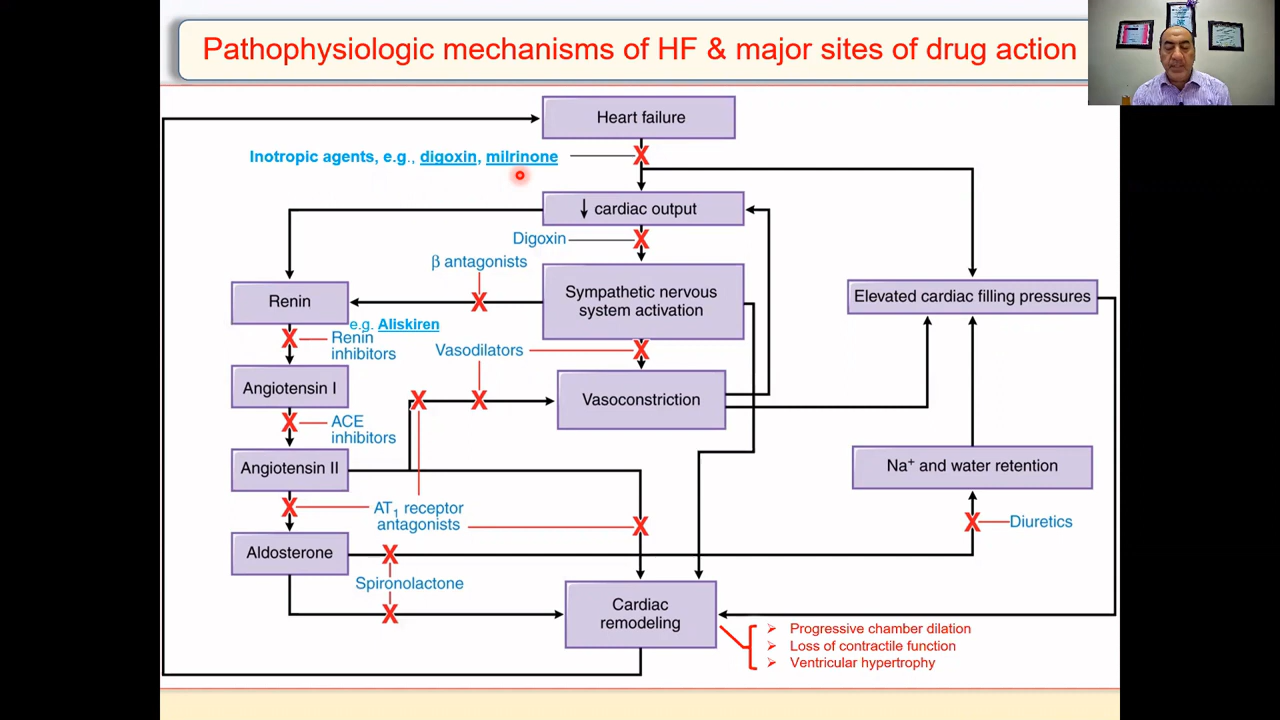 Pathophysiologic mechanisms of HF & major sites of drug action
Heart failure
Inotropic agents, e.g., digoxin, milrinone
↓ cardiac output
Digoxin
β antagonists
Sympathetic nervous
system activation
Renin
Elevated cardiac filling pressures
e.g. Aliskiren
Renin
inhibitors
Vasodilators
Angiotensin I
Vasoconstriction
ACE
inhibitors
Angiotensin II
Na⁺ and water retention
AT₁ receptor
antagonists
Diuretics
Aldosterone
Spironolactone
Cardiac
remodeling
Progressive chamber dilation
Loss of contractile function
Ventricular hypertrophy